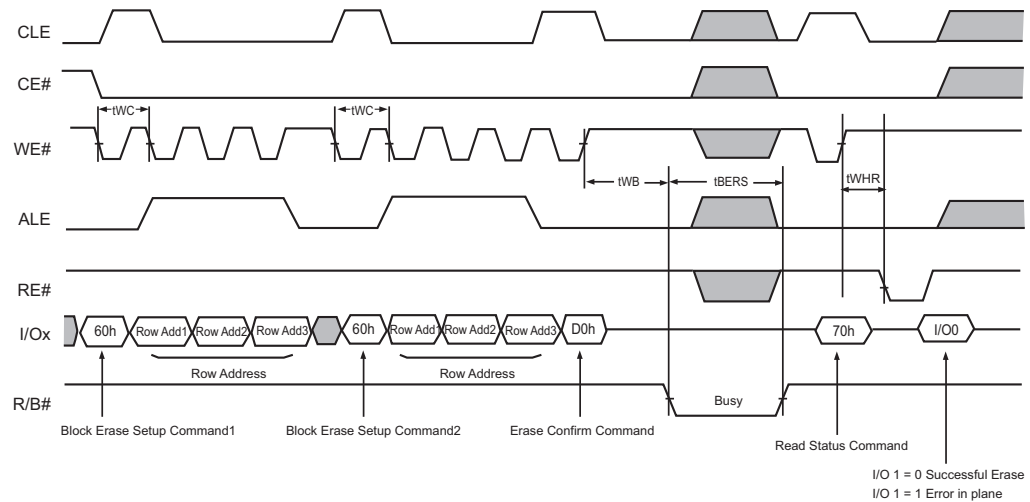 CLE
CE#
tWC
tWC
WE#
tWB
tBERS
tWHR
ALE
RE#
I/Ox
60h
Row Add1
Row Add2
Row Add3
60h
Row Add1
Row Add2
Row Add3
D0h
70h
I/O0
Row Address
Row Address
R/B#
Busy
Block Erase Setup Command1
Block Erase Setup Command2
Erase Confirm Command
Read Status Command
I/O 1 = 0 Successful Erase
I/O 1 = 1 Error in plane